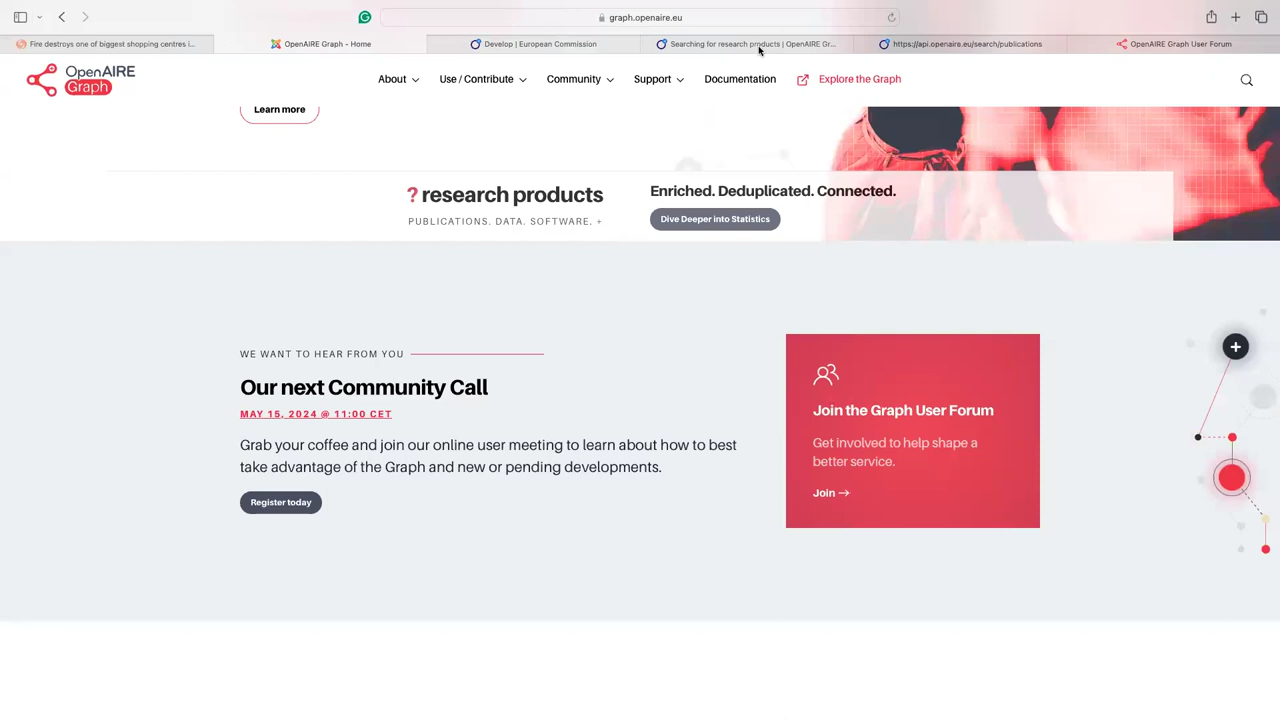 graph.openaire.eu
Fire destroys one of biggest shopping centres i...
OpenAIRE Graph - Home
Develop | European Commission
Searching for research products | OpenAIRE Gr...
https://api.openaire.eu/search/publications
OpenAIRE Graph User Forum
OpenAIRE
Graph
About
Use / Contribute
Community
Support
Documentation
Explore the Graph
Learn more
? research products
PUBLICATIONS. DATA. SOFTWARE. +
Enriched. Deduplicated. Connected.
Dive Deeper into Statistics
WE WANT TO HEAR FROM YOU
Our next Community Call
MAY 15, 2024 @ 11:00 CET
Grab your coffee and join our online user meeting to learn about how to best
take advantage of the Graph and new or pending developments.
Register today
Join the Graph User Forum
Get involved to help shape a
better service.
Join →